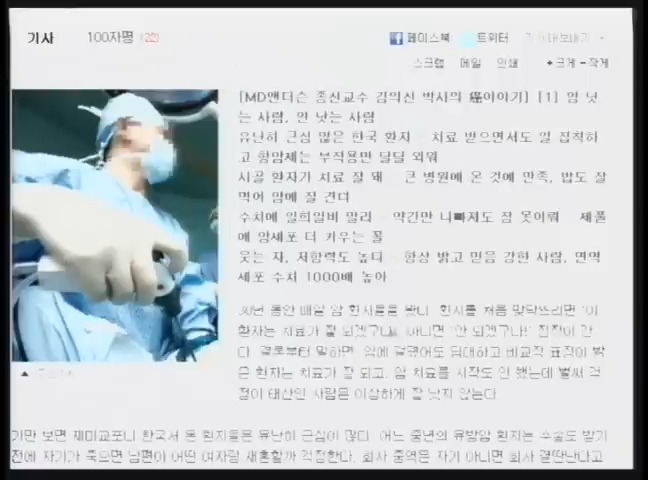 기사 100자평 (22) 페이스북 트위터
스크랩 메일 인쇄 +크게 -작게
[MD앤더슨 종신교수 김의신 박사의 癌이야기] [1] 암 낫
는 사람, 안 낫는 사람
유난히 근심 많은 한국 환자 - 치료 받으면서도 일 집착하
고 항암제는 부작용만 달달 외워
시골 환자가 치료 잘 돼 - 큰 병원에 온 것에 만족, 밥도 잘
먹어 암에 잘 견뎌
수치에 일희일비 말라 - 약간만 나빠져도 잠 못이뤄 제풀
에 암세포 더 키우는 꼴
웃는 자, 저항력도 높다 - 항상 밝고 믿음 강한 사람, 면역
세포 수치 1000배 높아
30년 동안 매일 암 환자들을 봤다. 환자를 처음 맞닥뜨리면 '이
환자는 치료가 잘 되겠구나', 아니면 '안 되겠구나' 짐작이 간
다. 결론부터 말하면, 암에 걸렸어도 담대하고 비교적 표정이 밝
은 환자는 치료가 잘 되고, 암 치료를 시작도 안 했는데 벌써 걱
정이 태산인 사람은 이상하게 잘 낫지 않는다.
보면 재미교포나 한국서 온 환자들은 유난히 근심이 많다. 어느 중년의 유방암 환자는 수술도 받기
전에 자기가 죽으면 남편이 어떤 여자랑 재혼할까 걱정한다. 회사 중역은 자기 아니면 회사 결딴난다고